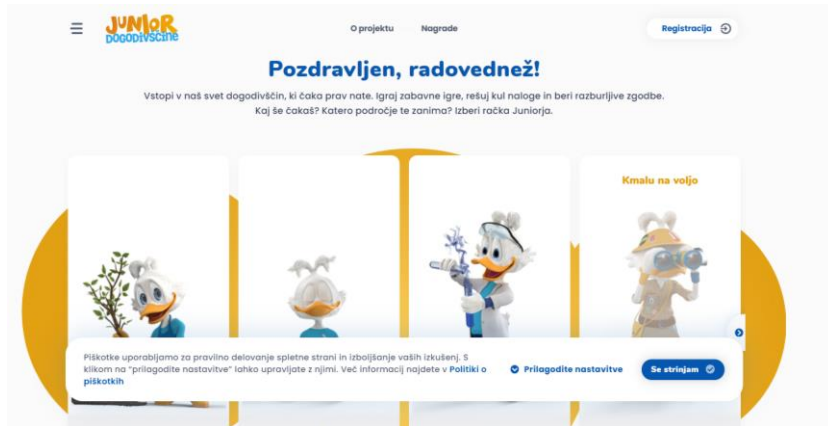 JUNIOR
DOGODIVŠČINE
O projektu
Nagrade
Registracija
Pozdravljen, radovednež!
Vstopi v naš svet dogodivščin, ki čaka prav nate. Igraj zabavne igre, rešuj kul naloge in beri razburljive zgodbe.
Kaj še čakaš? Katero področje te zanima? Izberi račka Juniorja.
Kmalu na voljo
Piškotke uporabljamo za pravilno delovanje spletne strani in izboljšanje vaših izkušenj. S
klikom na "prilagodite nastavitve" lahko upravljate z njimi. Več informacij najdete v Politiki o
piškotkih
Prilagodite nastavitve
Se strinjam